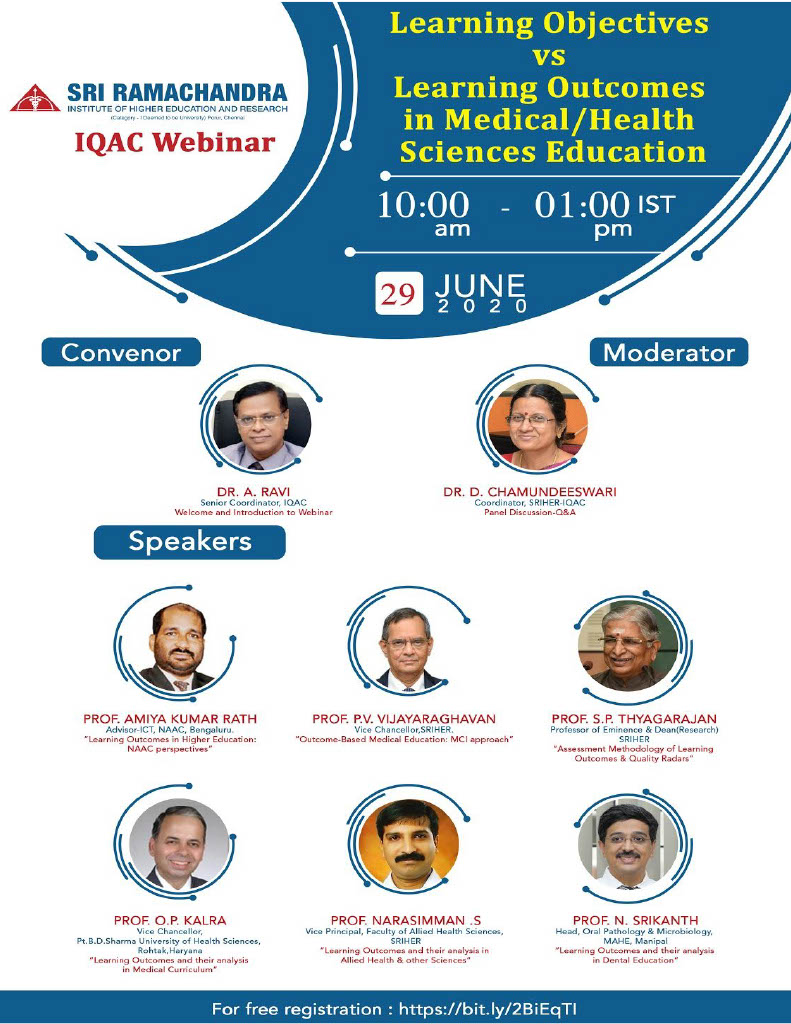 Learning Objectives
vs
Learning Outcomes
in Medical/Health
Sciences Education
SRI RAMACHANDRA
INSTITUTE OF HIGHER EDUCATION AND RESEARCH
(Category - I Deemed to be University) Porur, Chennai
IQAC Webinar
10:00 am - 01:00 pm IST
29 JUNE
2020
Convenor
Moderator
DR. A. RAVI
Senior Coordinator, IQAC
Welcome and Introduction to Webinar
DR. D. CHAMUNDEESWARI
Coordinator, SRIHER-IQAC
Panel Discussion-Q&A
Speakers
PROF. AMIYA KUMAR RATH
Advisor-ICT, NAAC, Bengaluru.
"Learning Outcomes in Higher Education:
NAAC perspectives"
PROF. P.V. VIJAYARAGHAVAN
Vice Chancellor,SRIHER.
"Outcome-Based Medical Education: MCI approach"
PROF. S.P. THYAGARAJAN
Professor of Eminence & Dean(Research)
SRIHER
"Assessment Methodology of Learning
Outcomes & Quality Radars"
PROF. O.P. KALRA
Vice Chancellor,
Pt.B.D.Sharma University of Health Sciences,
Rohtak,Haryana
"Learning Outcomes and their analysis
in Medical Curriculum"
PROF. NARASIMMAN .S
Vice Principal, Faculty of Allied Health Sciences,
SRIHER
"Learning Outcomes and their analysis in
Allied Health & other Sciences"
PROF. N. SRIKANTH
Head, Oral Pathology & Microbiology,
MAHE, Manipal
"Learning Outcomes and their analysis
in Dental Education"
For free registration : https://bit.ly/2BiEqTI